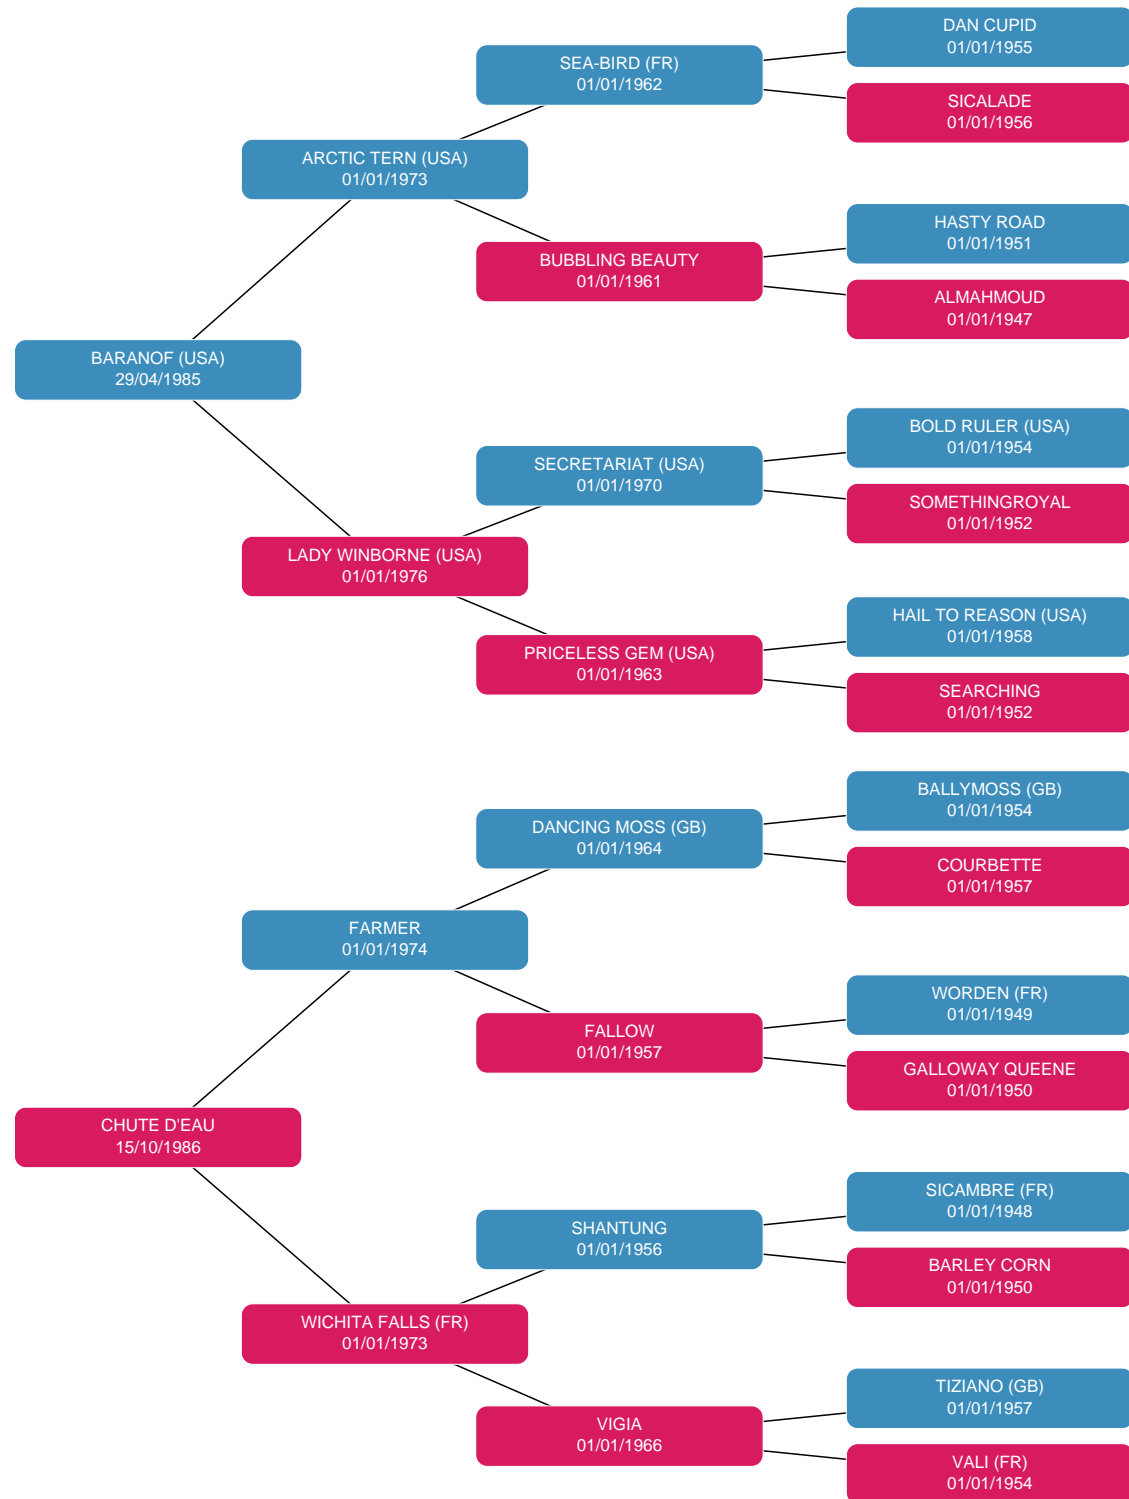 DAN CUPID
01/01/1955
SEA-BIRD (FR)
01/01/1962
SICALADE
01/01/1956
ARCTIC TERN (USA)
01/01/1973
HASTY ROAD
01/01/1951
BUBBLING BEAUTY
01/01/1961
ALMAHMOUD
01/01/1947
BARANOF (USA)
29/04/1985
BOLD RULER (USA)
01/01/1954
SECRETARIAT (USA)
01/01/1970
SOMETHINGROYAL
01/01/1952
LADY WINBORNE (USA)
01/01/1976
HAIL TO REASON (USA)
01/01/1958
PRICELESS GEM (USA)
01/01/1963
SEARCHING
01/01/1952
BALLYMOSS (GB)
01/01/1954
DANCING MOSS (GB)
01/01/1964
COURBETTE
01/01/1957
FARMER
01/01/1974
WORDEN (FR)
01/01/1949
FALLOW
01/01/1957
GALLOWAY QUEENE
01/01/1950
CHUTE D'EAU
15/10/1986
SICAMBRE (FR)
01/01/1948
SHANTUNG
01/01/1956
BARLEY CORN
01/01/1950
WICHITA FALLS (FR)
01/01/1973
TIZIANO (GB)
01/01/1957
VIGIA
01/01/1966
VALI (FR)
01/01/1954